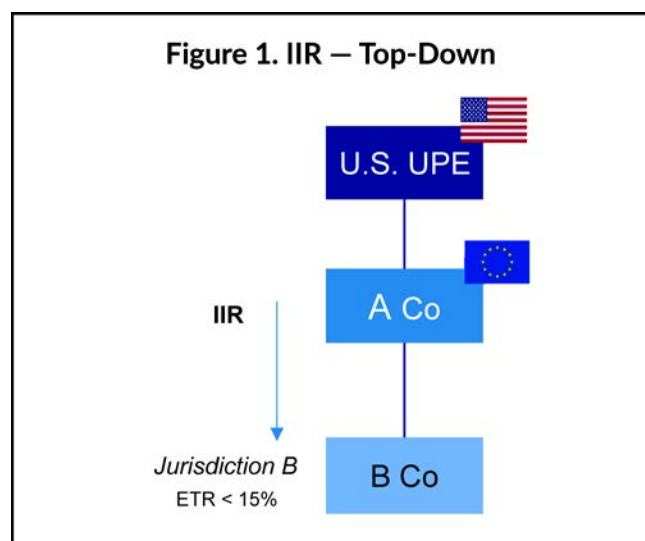 Figure 1. IIR — Top-Down
U.S. UPE
A Co
IIR
Jurisdiction B
ETR < 15%
B Co